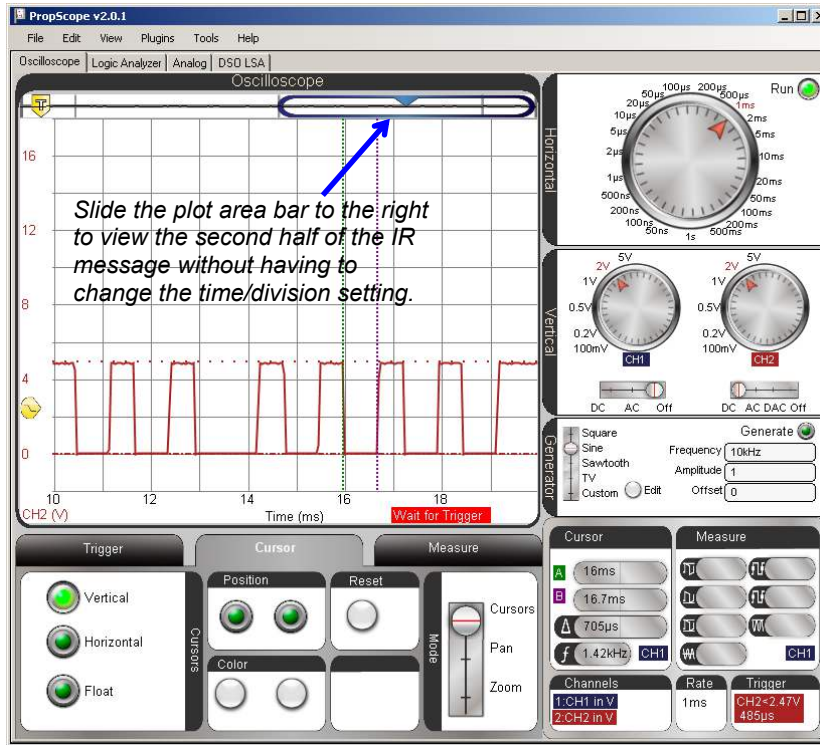 PropScope v2.0.1
File Edit View Plugins Tools Help
Oscilloscope Logic Analyzer Analog DSO LSA
Oscilloscope
T
16
12
8
4
0
Slide the plot area bar to the right
to view the second half of the IR
message without having to
change the time/division setting.
10 12 14 16 18
CH2 (V) Time (ms) Wait for Trigger
Horizontal
Run
100µs 200µs
50µs 500µs
20µs 1ms
10µs 2ms
5µs 5ms
2µs 10ms
1µs 20ms
500ns 50ms
200ns 100ms
100ns 200ms
50ns 1s 500ms
Vertical
5V 5V
2V 2V
1V 1V
0.5V 0.5V
0.2V 0.2V
100mV 100mV
CH1 CH2
DC AC Off DC AC DAC Off
Generator
Square
Sine
Sawtooth
TV
Custom Edit
Generate
Frequency 10kHz
Amplitude 1
Offset 0
Trigger Cursor Measure
Vertical
Horizontal
Float
Cursors
Position
Reset
Color
Mode
Cursors
Pan
Zoom
Cursor
A 16ms
B 16.7ms
Δ 705µs
f 1.42kHz CH1
Measure
CH1
Channels
1:CH1 in V
2:CH2 in V
Rate
1ms
Trigger
CH2<2.47V
485µs